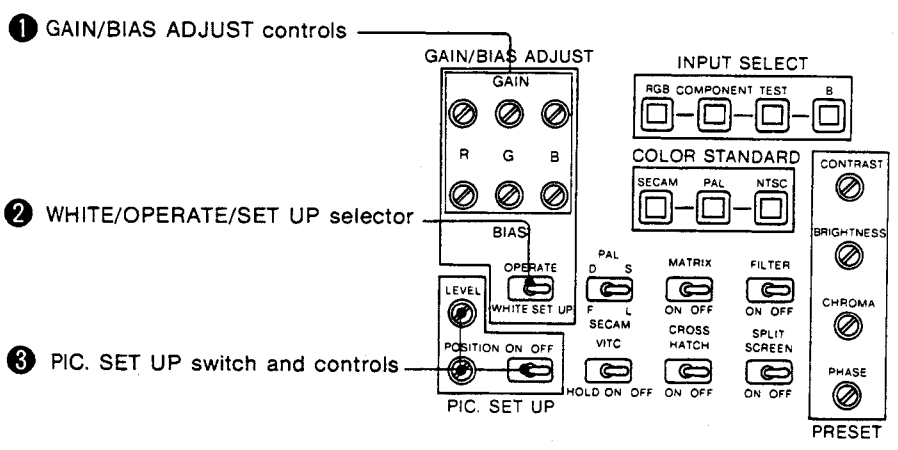 1 GAIN/BIAS ADJUST controls
GAIN/BIAS ADJUST
GAIN
R G B
BIAS
2 WHITE/OPERATE/SET UP selector
OPERATE
WHITE SET UP
LEVEL
POSITION ON OFF
3 PIC. SET UP switch and controls
PIC. SET UP
INPUT SELECT
RGB COMPONENT TEST B
COLOR STANDARD
SECAM PAL NTSC
PAL
D S
F L
SECAM
MATRIX
ON OFF
FILTER
ON OFF
VITC
HOLD ON OFF
CROSS
HATCH
ON OFF
SPLIT
SCREEN
ON OFF
CONTRAST
BRIGHTNESS
CHROMA
PHASE
PRESET